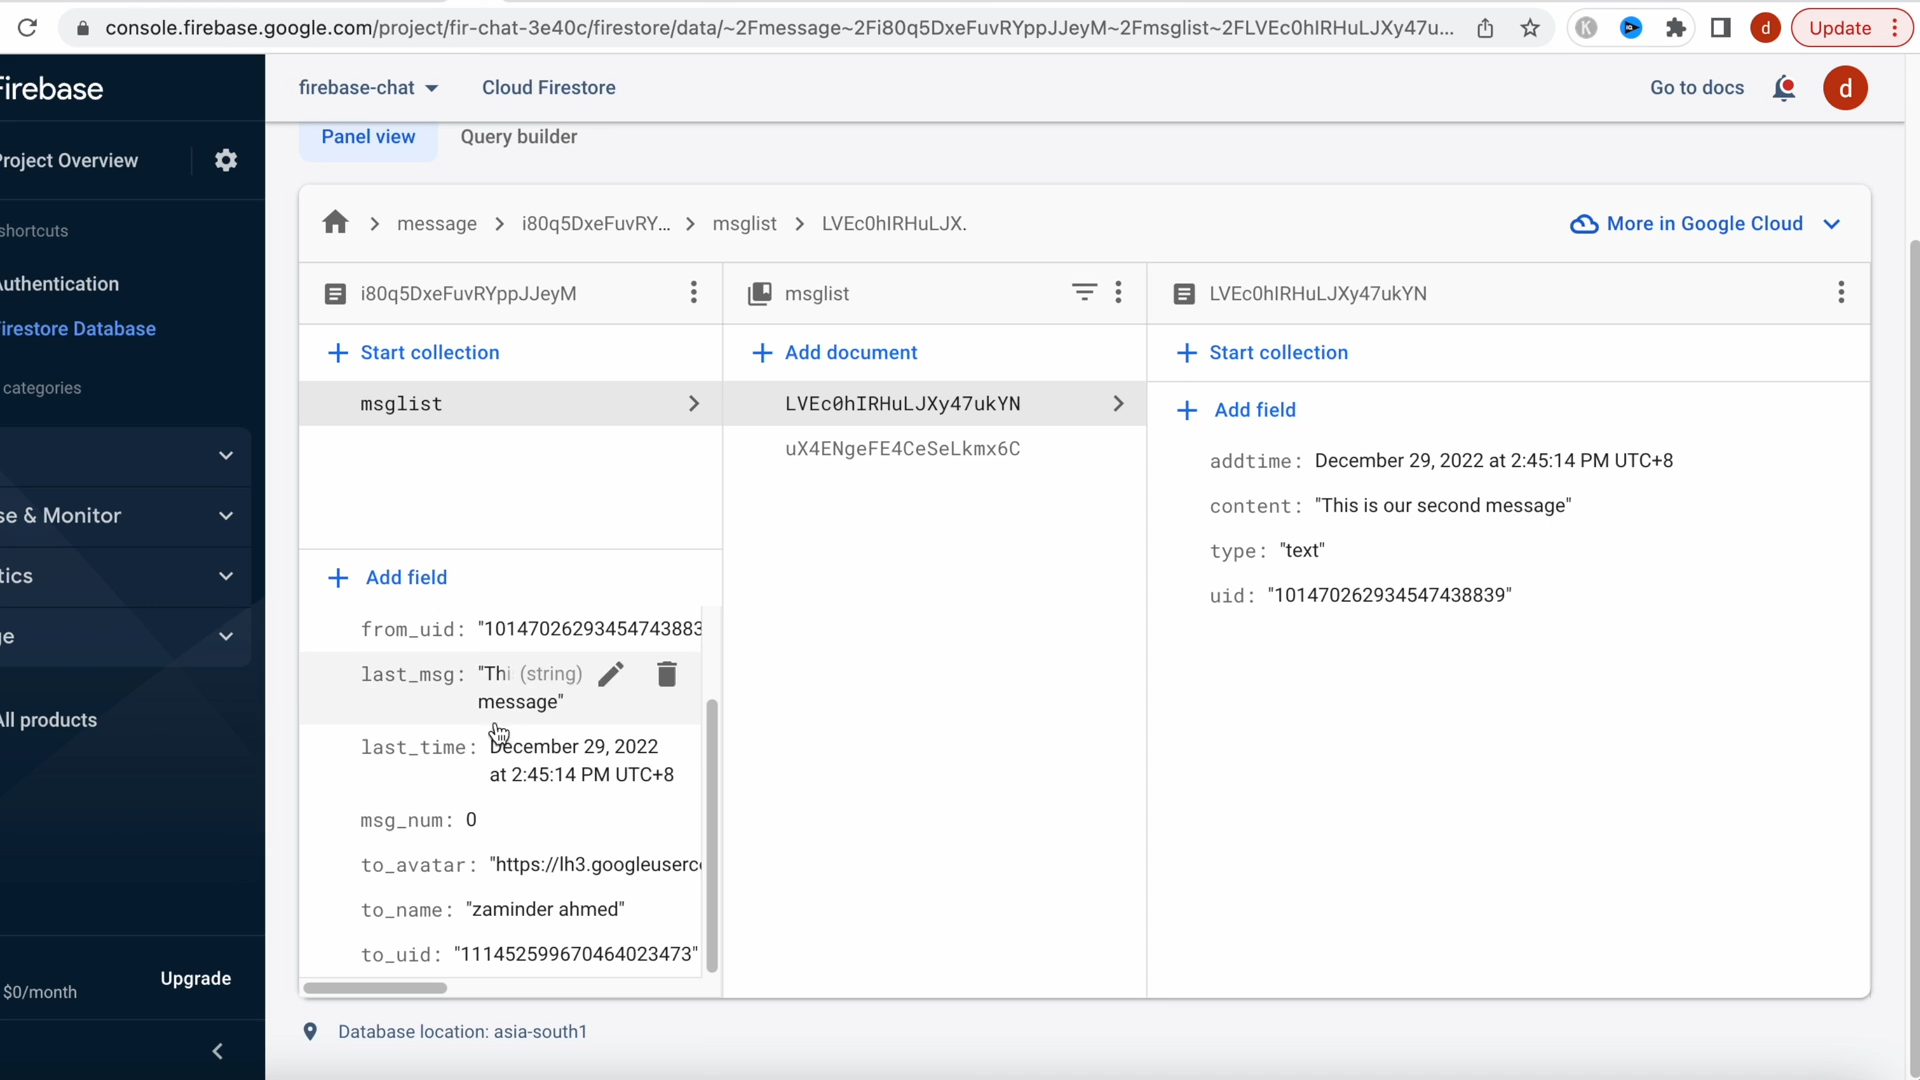 console.firebase.google.com/project/fir-chat-3e40c/firestore/data/~2Fmessage~2Fi80q5DxeFuvRYppJJeyM~2Fmsglist~2FLVEc0hIRHuLJXy47u...
K
d
Update
Firebase
firebase-chat
Cloud Firestore
Go to docs
d
Panel view
Query builder
Project Overview
shortcuts
Authentication
Firestore Database
categories
se & Monitor
tics
ge
All products
Upgrade
$0/month
message
i80q5DxeFuvRY...
msglist
LVEc0hIRHuLJX.
More in Google Cloud
i80q5DxeFuvRYppJJeyM
msglist
LVEc0hIRHuLJXy47ukYN
Start collection
Add document
Start collection
msglist
LVEc0hIRHuLJXy47ukYN
uX4ENgeFE4CeSeLkmx6C
Add field
addtime: December 29, 2022 at 2:45:14 PM UTC+8
content: "This is our second message"
type: "text"
uid: "101470262934547438839"
Add field
from_uid: "10147026293454743883
last_msg: "Thi (string)
message"
last_time: December 29, 2022
at 2:45:14 PM UTC+8
msg_num: 0
to_avatar: "https://lh3.googleuserc
to_name: "zaminder ahmed"
to_uid: "111452599670464023473"
Database location: asia-south1